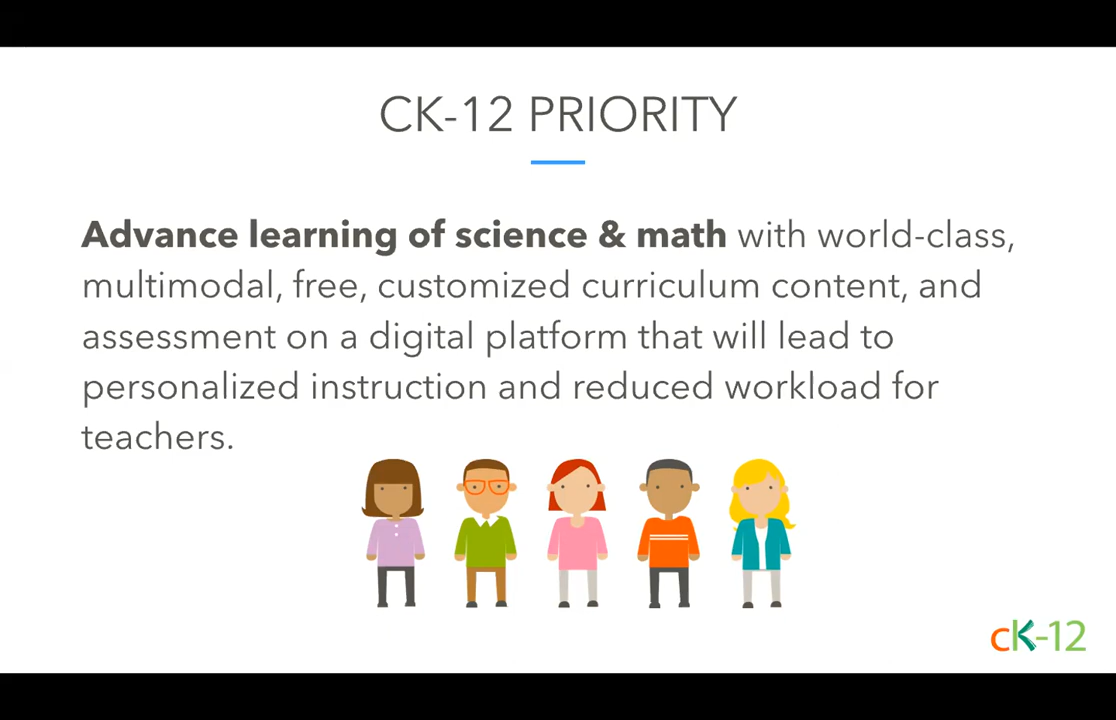 CK-12 PRIORITY
Advance learning of science & math with world-class,
multimodal, free, customized curriculum content, and
assessment on a digital platform that will lead to
personalized instruction and reduced workload for
teachers.
cK-12